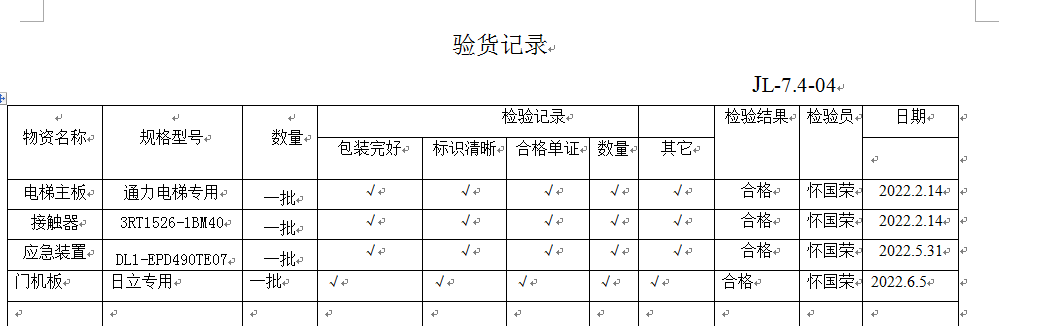 验货记录
JL-7.4-04
物资名称 规格型号 数量 检验记录 检验结果 检验员 日期
包装完好 标识清晰 合格单证 数量 其它
电梯主板 通力电梯专用 一批 √ √ √ √ √ 合格 怀国荣 2022.2.14
接触器 3RT1526-1BM40 一批 √ √ √ √ √ 合格 怀国荣 2022.2.14
应急装置 DL1-EPD490TE07 一批 √ √ √ √ √ 合格 怀国荣 2022.5.31
门机板 日立专用 一批 √ √ √ √ √ 合格 怀国荣 2022.6.5